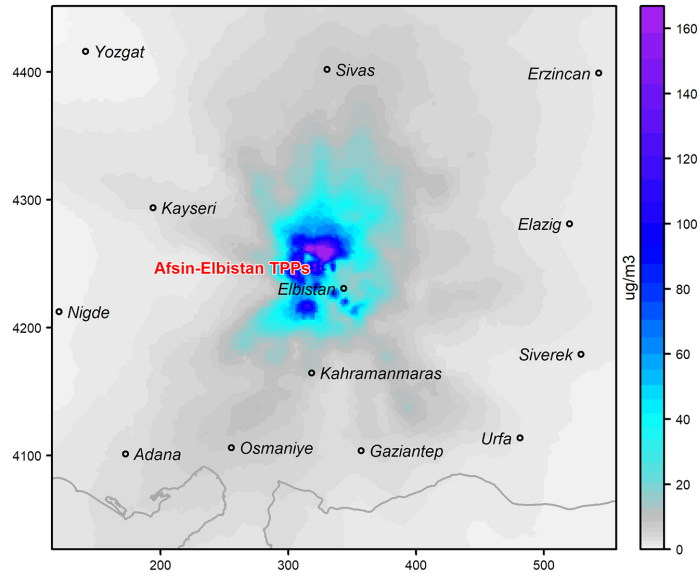 160
140
120
100
80
60
40
20
0
ug/m3
4400
4300
4200
4100
200
300
400
500
Yozgat
Sivas
Erzincan
Kayseri
Elazig
Afsin-Elbistan TPPs
Elbistan
Nigde
Siverek
Kahramanmaras
Urfa
Adana
Osmaniye
Gaziantep